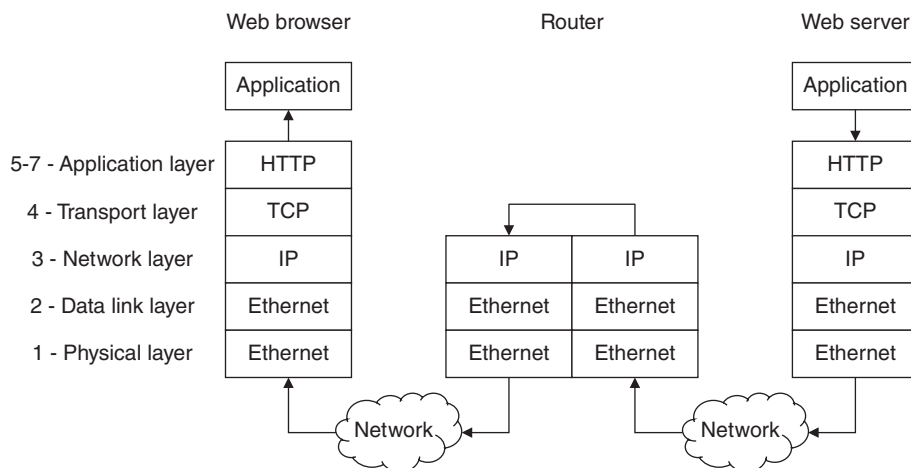 Web browser Router Web server
Application Application
5-7 - Application layer HTTP HTTP
4 - Transport layer TCP TCP
3 - Network layer IP IP IP IP
2 - Data link layer Ethernet Ethernet Ethernet Ethernet
1 - Physical layer Ethernet Ethernet Ethernet Ethernet
Network Network